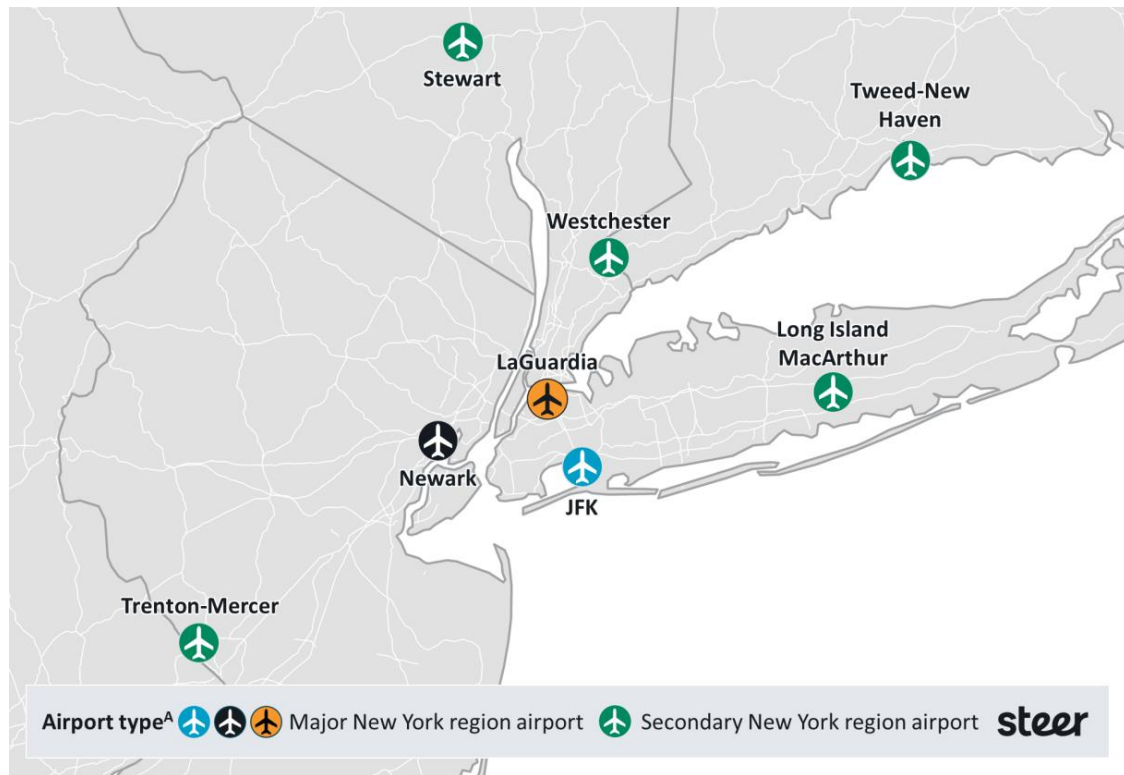 Stewart
Tweed-New
Haven
Westchester
Long Island
MacArthur
LaGuardia
Newark
JFK
Trenton-Mercer
Airport typeᴬ Major New York region airport Secondary New York region airport steer